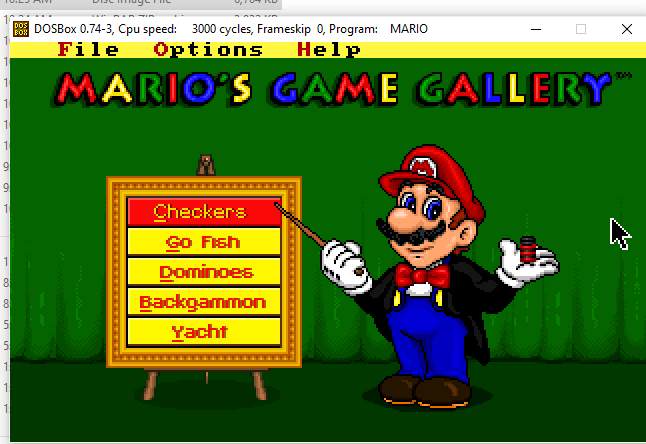 DOSBox 0.74-3, Cpu speed: 3000 cycles, Frameskip 0, Program: MARIO
File Options Help
MARIO'S GAME GALLERY
M
Checkers
Go Fish
Dominoes
Backgammon
Yacht